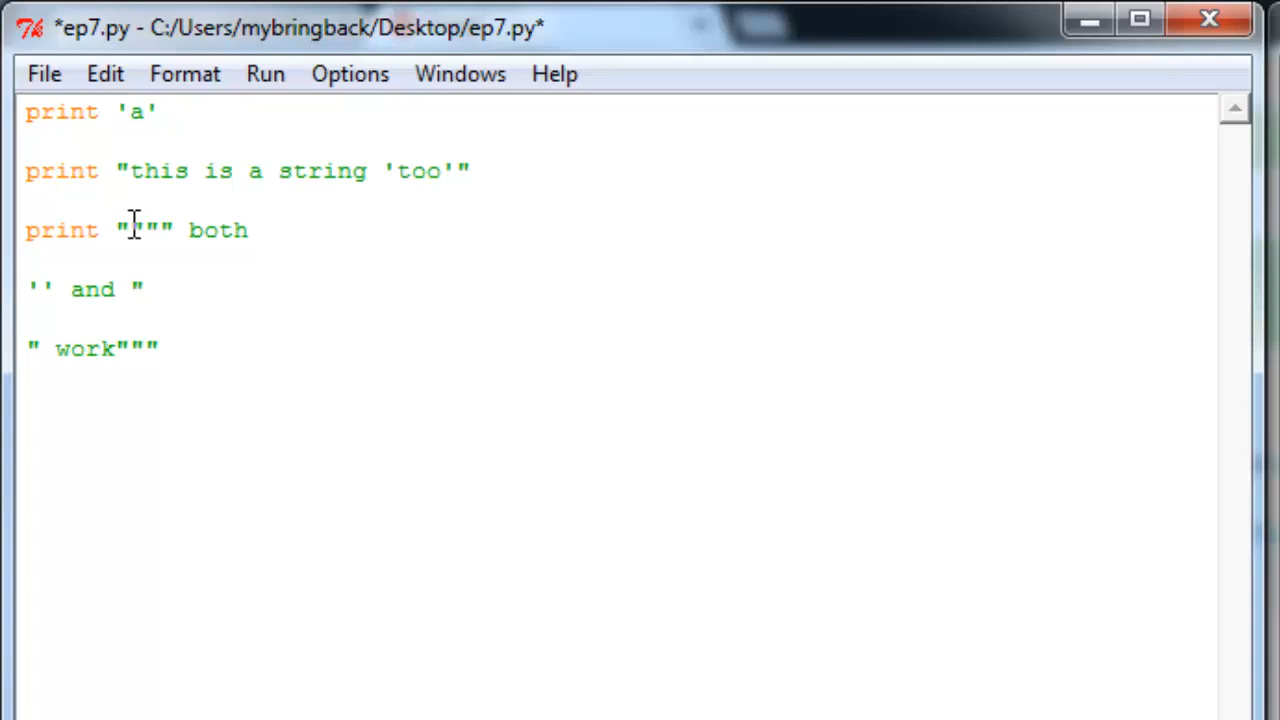 *ep7.py - C:/Users/mybringback/Desktop/ep7.py*
File Edit Format Run Options Windows Help
print 'a'
print "this is a string 'too'"
print """" both
'' and "
" work"""